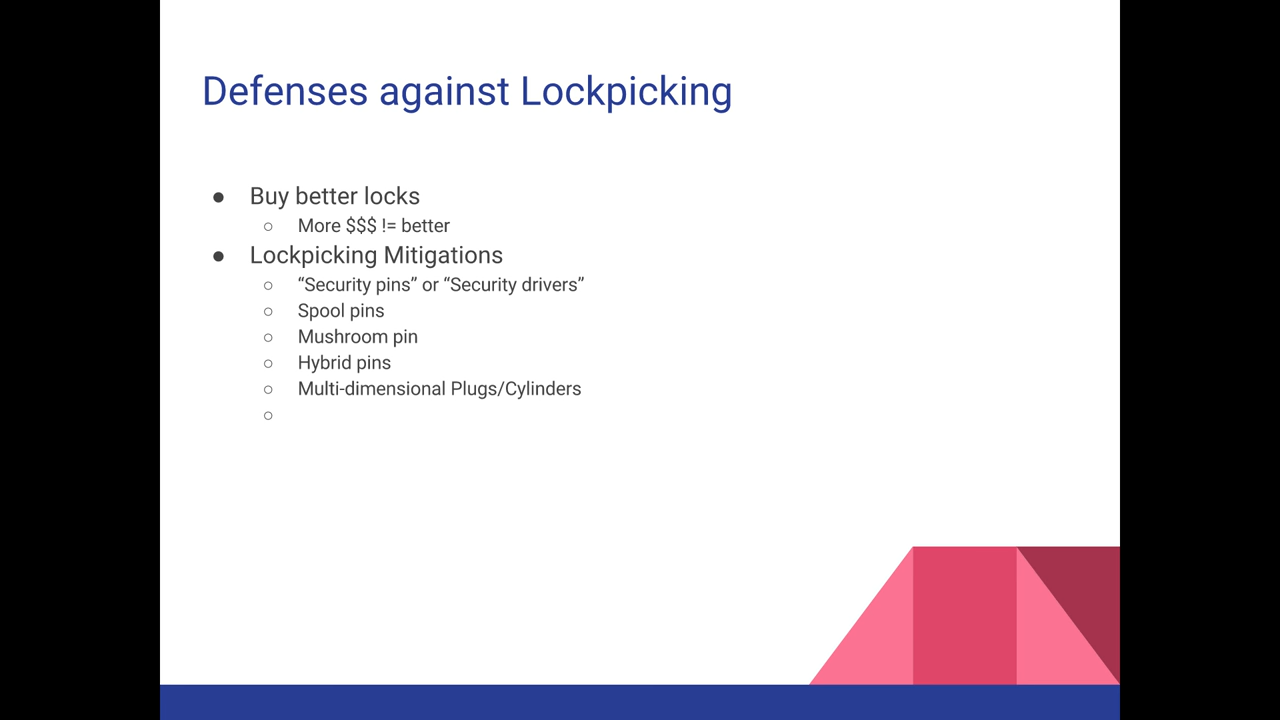 Defenses against Lockpicking
● Buy better locks
○ More $$$ != better
● Lockpicking Mitigations
○ “Security pins” or “Security drivers”
○ Spool pins
○ Mushroom pin
○ Hybrid pins
○ Multi-dimensional Plugs/Cylinders
○